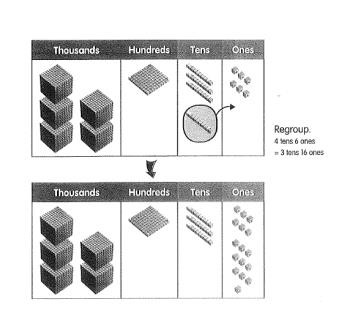 Thousands Hundreds Tens Ones
Regroup.
4 tens 6 ones
= 3 tens 16 ones
Thousands Hundreds Tens Ones